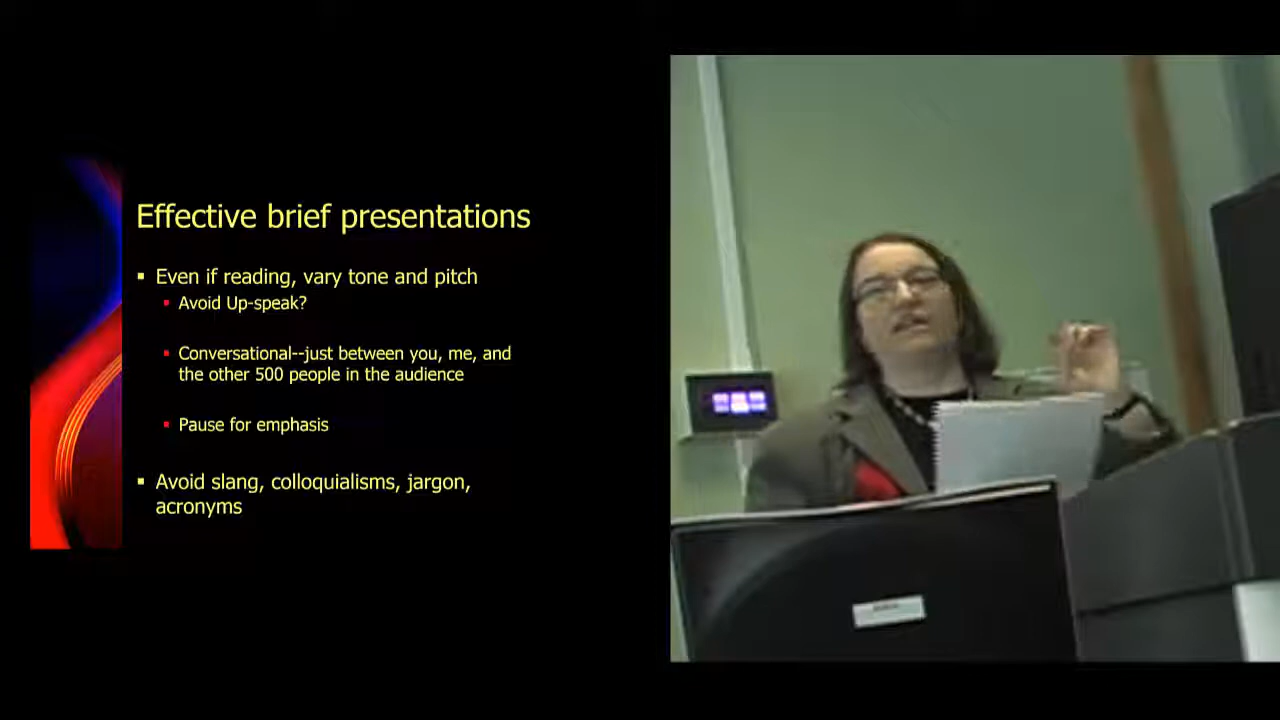 Effective brief presentations
Even if reading, vary tone and pitch
Avoid Up-speak?
Conversational--just between you, me, and
the other 500 people in the audience
Pause for emphasis
Avoid slang, colloquialisms, jargon,
acronyms